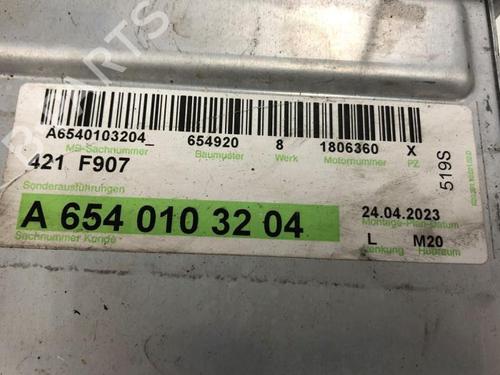 A6540103204_ 654920 8 1806360 X
MB-Sachnummer Baumuster Werk Motornummer PZ
421 F907
519S
Sonderausführungen
A 654 010 32 04
24.04.2023
Montage-Plan-Datum
Sachnummer Kunde
L M20
Lenkung Hubraum